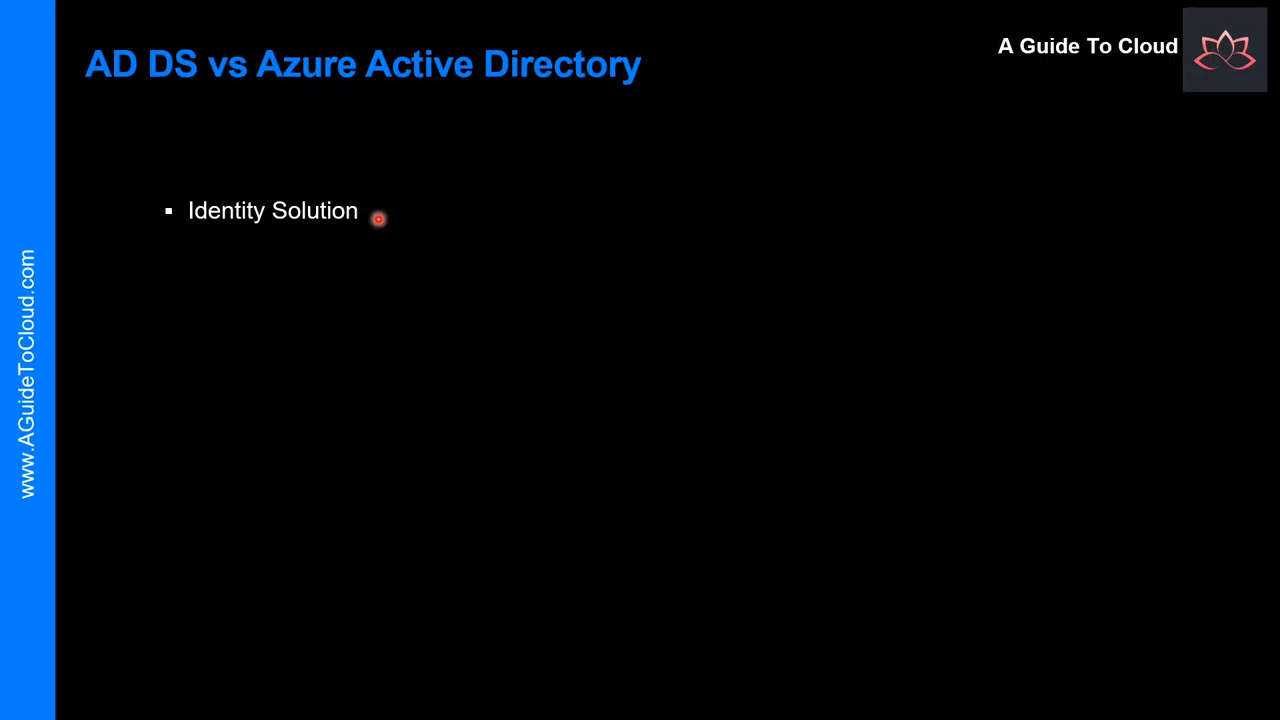 AD DS vs Azure Active Directory
A Guide To Cloud
▪ Identity Solution
www.AGuideToCloud.com